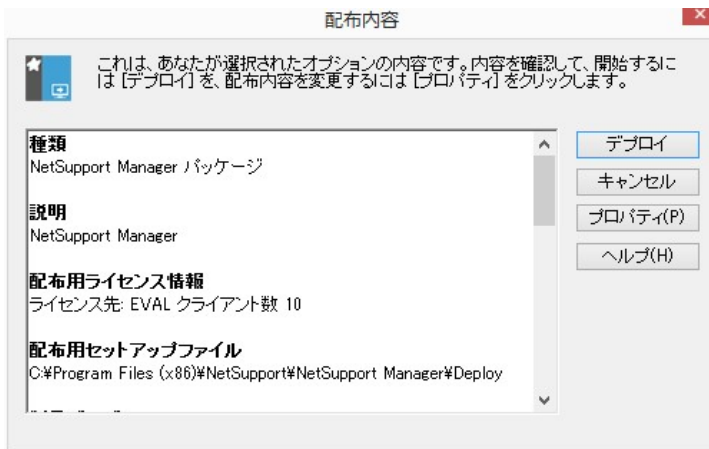 配布内容
これは、あなたが選択されたオプションの内容です。内容を確認して、開始するに
は [デプロイ] を、配布内容を変更するには [プロパティ] をクリックします。
種類
NetSupport Manager パッケージ
説明
NetSupport Manager
配布用ライセンス情報
ライセンス先: EVAL クライアント数 10
配布用セットアップファイル
C:¥Program Files (x86)¥NetSupport¥NetSupport Manager¥Deploy
デプロイ
キャンセル
プロパティ(P)
ヘルプ(H)